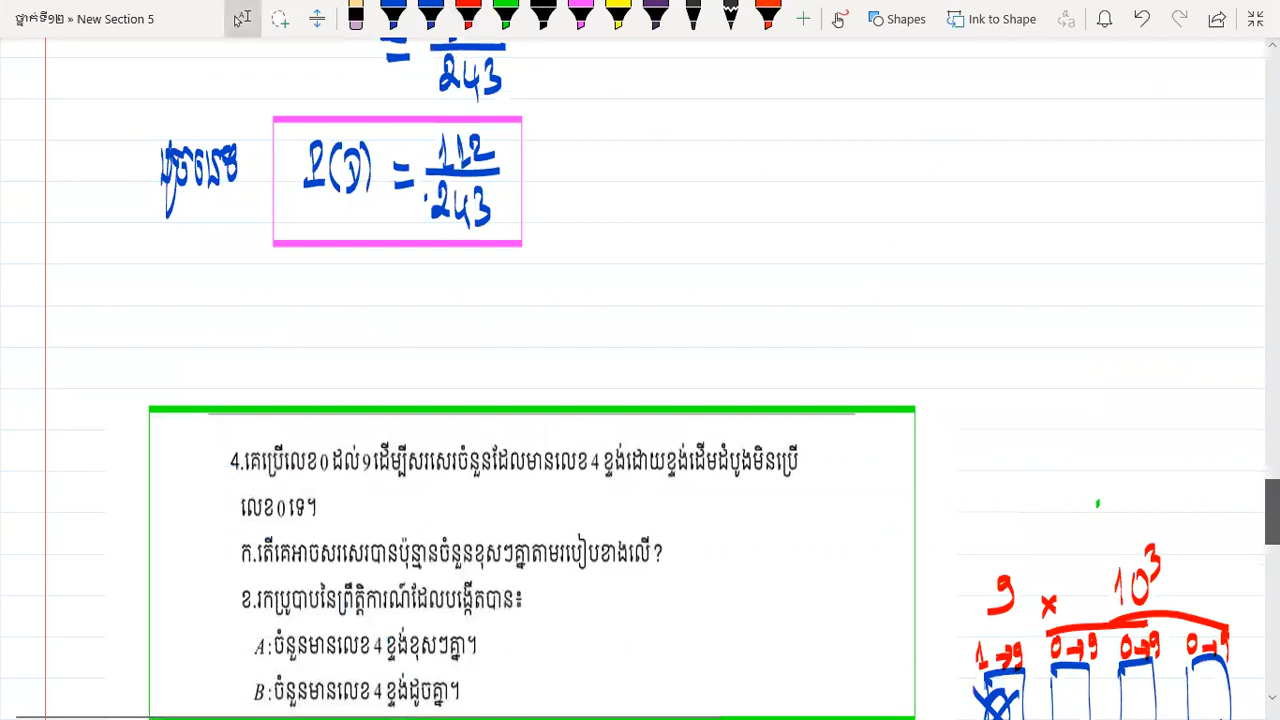 ថ្នាក់ទី១២ » New Section 5
Shapes
Ink to Shape
=
243
ដូចនេះ P(D) = 112/243
4.គេប្រើលេខ0 ដល់9ដើម្បីសរសេរចំនួនដែលមានលេខ4ខ្ទង់ដោយខ្ទង់ដើមដំបូងមិនប្រើ
លេខ0ទេ។
ក.តើគេអាចសរសេរបានប៉ុន្មានចំនួនខុសៗគ្នាតាមរបៀបខាងលើ?
ខ.រកប្រូបាបនៃព្រឹត្តិការណ៍ដែលបង្កើតបាន៖
A:ចំនួនមានលេខ4ខ្ទង់ខុសៗគ្នា។
B:ចំនួនមានលេខ4ខ្ទង់ដូចគ្នា។
9 × 10³
1→9 0→9 0→9 0→9